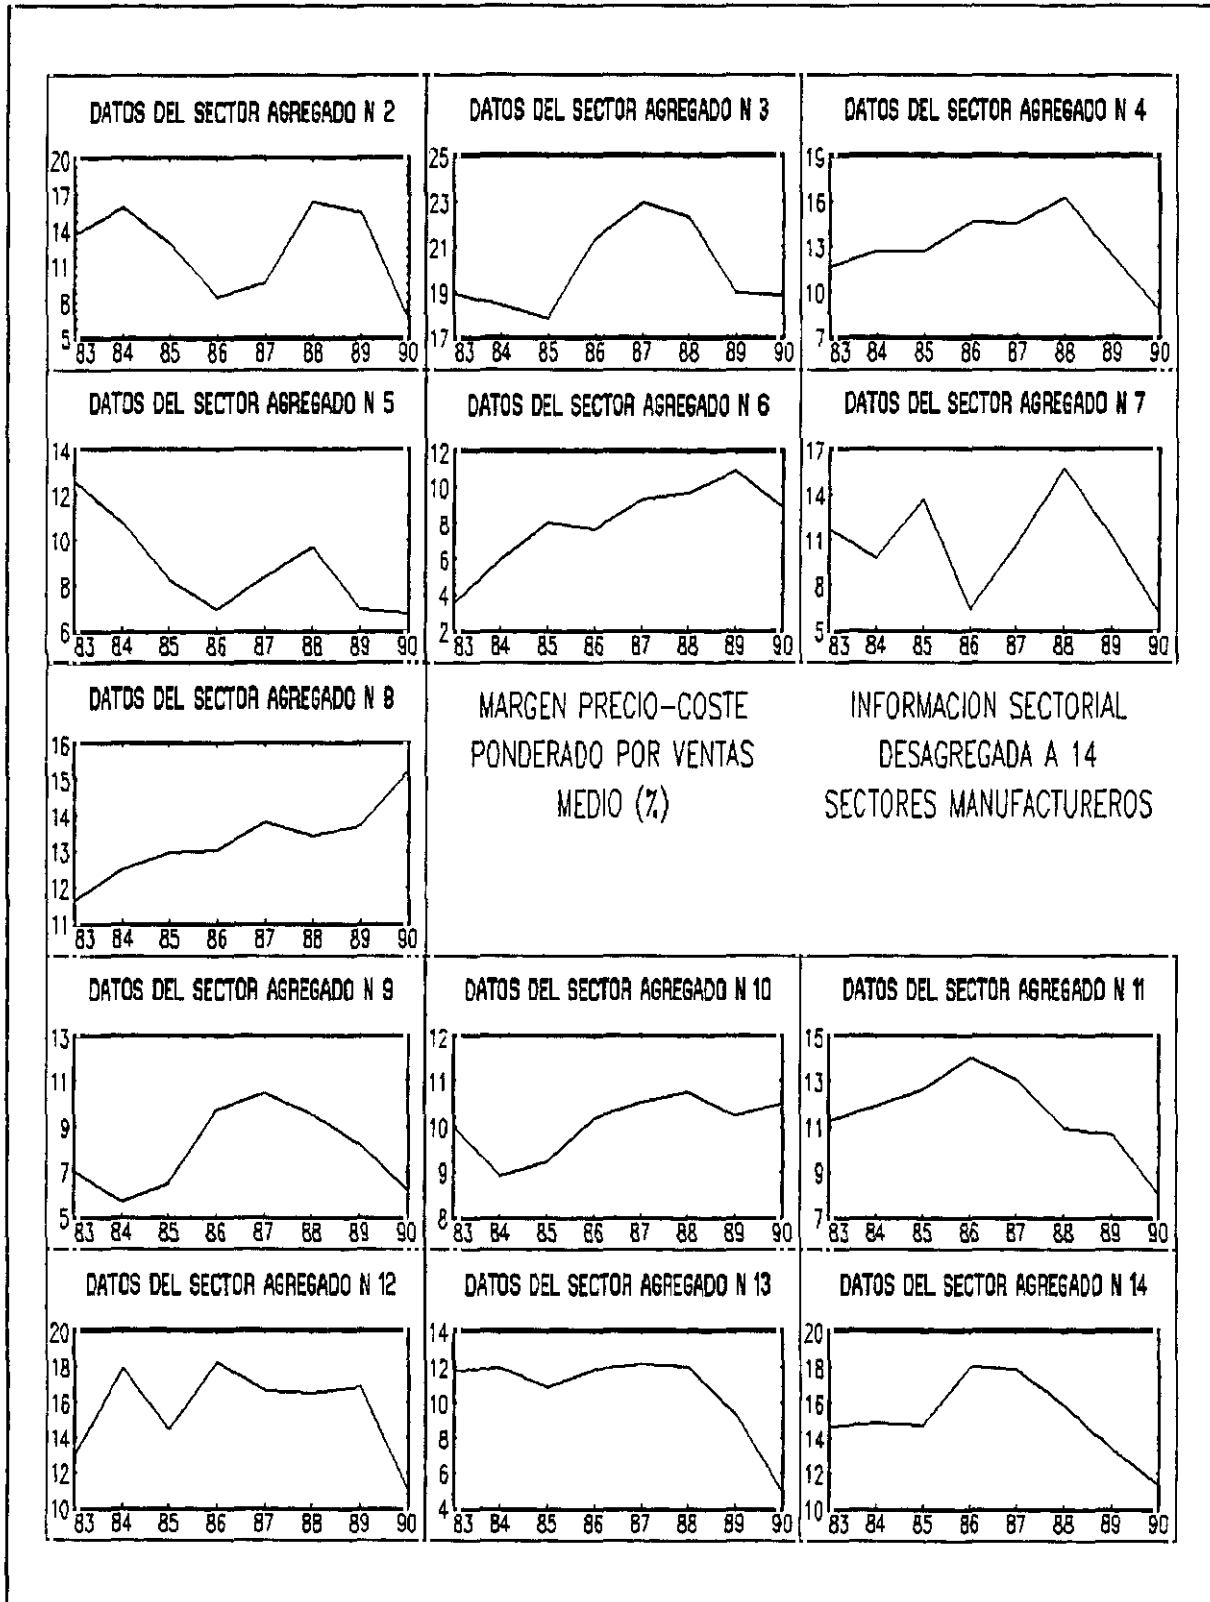 DATOS DEL SECTOR AGREGADO N 2
20
17
14
11
8
5
83 84 85 86 87 88 89 90
DATOS DEL SECTOR AGREGADO N 3
25
23
21
19
17
83 84 85 86 87 88 89 90
DATOS DEL SECTOR AGREGADO N 4
19
16
13
10
7
83 84 85 86 87 88 89 90
DATOS DEL SECTOR AGREGADO N 5
14
12
10
8
6
83 84 85 86 87 88 89 90
DATOS DEL SECTOR AGREGADO N 6
12
10
8
6
4
2
83 84 85 86 87 88 89 90
DATOS DEL SECTOR AGREGADO N 7
17
14
11
8
5
83 84 85 86 87 88 89 90
DATOS DEL SECTOR AGREGADO N 8
16
15
14
13
12
11
83 84 85 86 87 88 89 90
MARGEN PRECIO-COSTE
PONDERADO POR VENTAS
MEDIO (%)
INFORMACION SECTORIAL
DESAGREGADA A 14
SECTORES MANUFACTUREROS
DATOS DEL SECTOR AGREGADO N 9
13
11
9
7
5
83 84 85 86 87 88 89 90
DATOS DEL SECTOR AGREGADO N 10
12
11
10
9
8
83 84 85 86 87 88 89 90
DATOS DEL SECTOR AGREGADO N 11
15
13
11
9
7
83 84 85 86 87 88 89 90
DATOS DEL SECTOR AGREGADO N 12
20
18
16
14
12
10
83 84 85 86 87 88 89 90
DATOS DEL SECTOR AGREGADO N 13
14
12
10
8
6
4
83 84 85 86 87 88 89 90
DATOS DEL SECTOR AGREGADO N 14
20
18
16
14
12
10
83 84 85 86 87 88 89 90